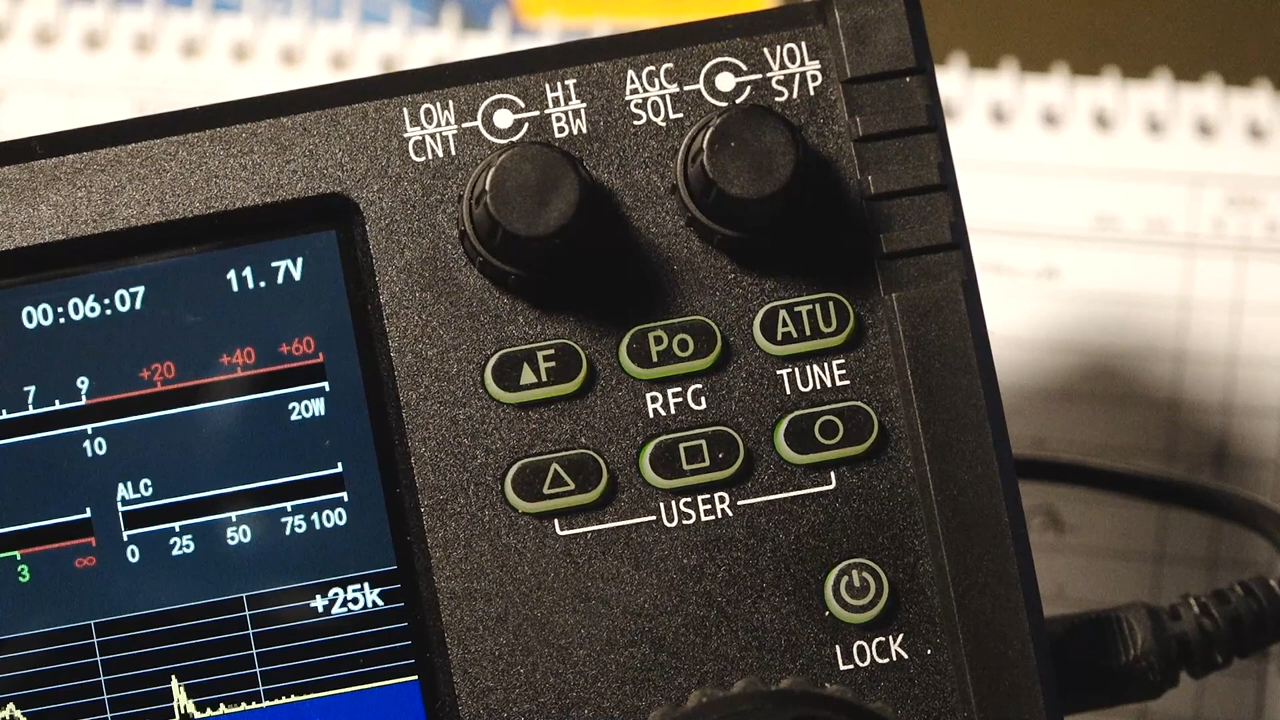 LOW
CNT
HI
BW
AGC
SQL
VOL
S/P
00:06:07 11.7V
7 9 +20 +40 +60
10 20W
ALC
0 25 50 75 100
3 ∞
+25k
▲F Po ATU
RFG TUNE
△ □ ○
USER
LOCK